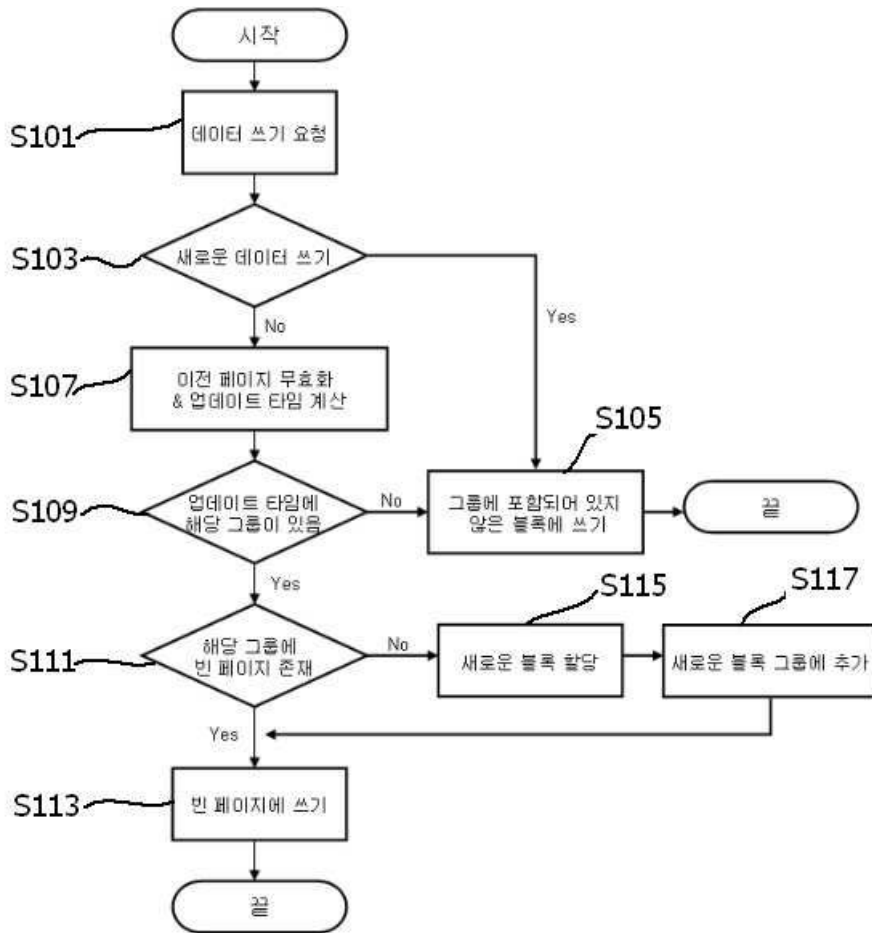 시작
S101
데이터 쓰기 요청
S103
새로운 데이터 쓰기
Yes
No
S107
이전 페이지 무효화
& 업데이트 타임 계산
S105
S109
업데이트 타임에
해당 그룹이 있음
No
그룹에 포함되어 있지
않은 블록에 쓰기
끝
Yes
S115
S117
S111
해당 그룹에
빈 페이지 존재
No
새로운 블록 할당
새로운 블록 그룹에 추가
Yes
S113
빈 페이지에 쓰기
끝